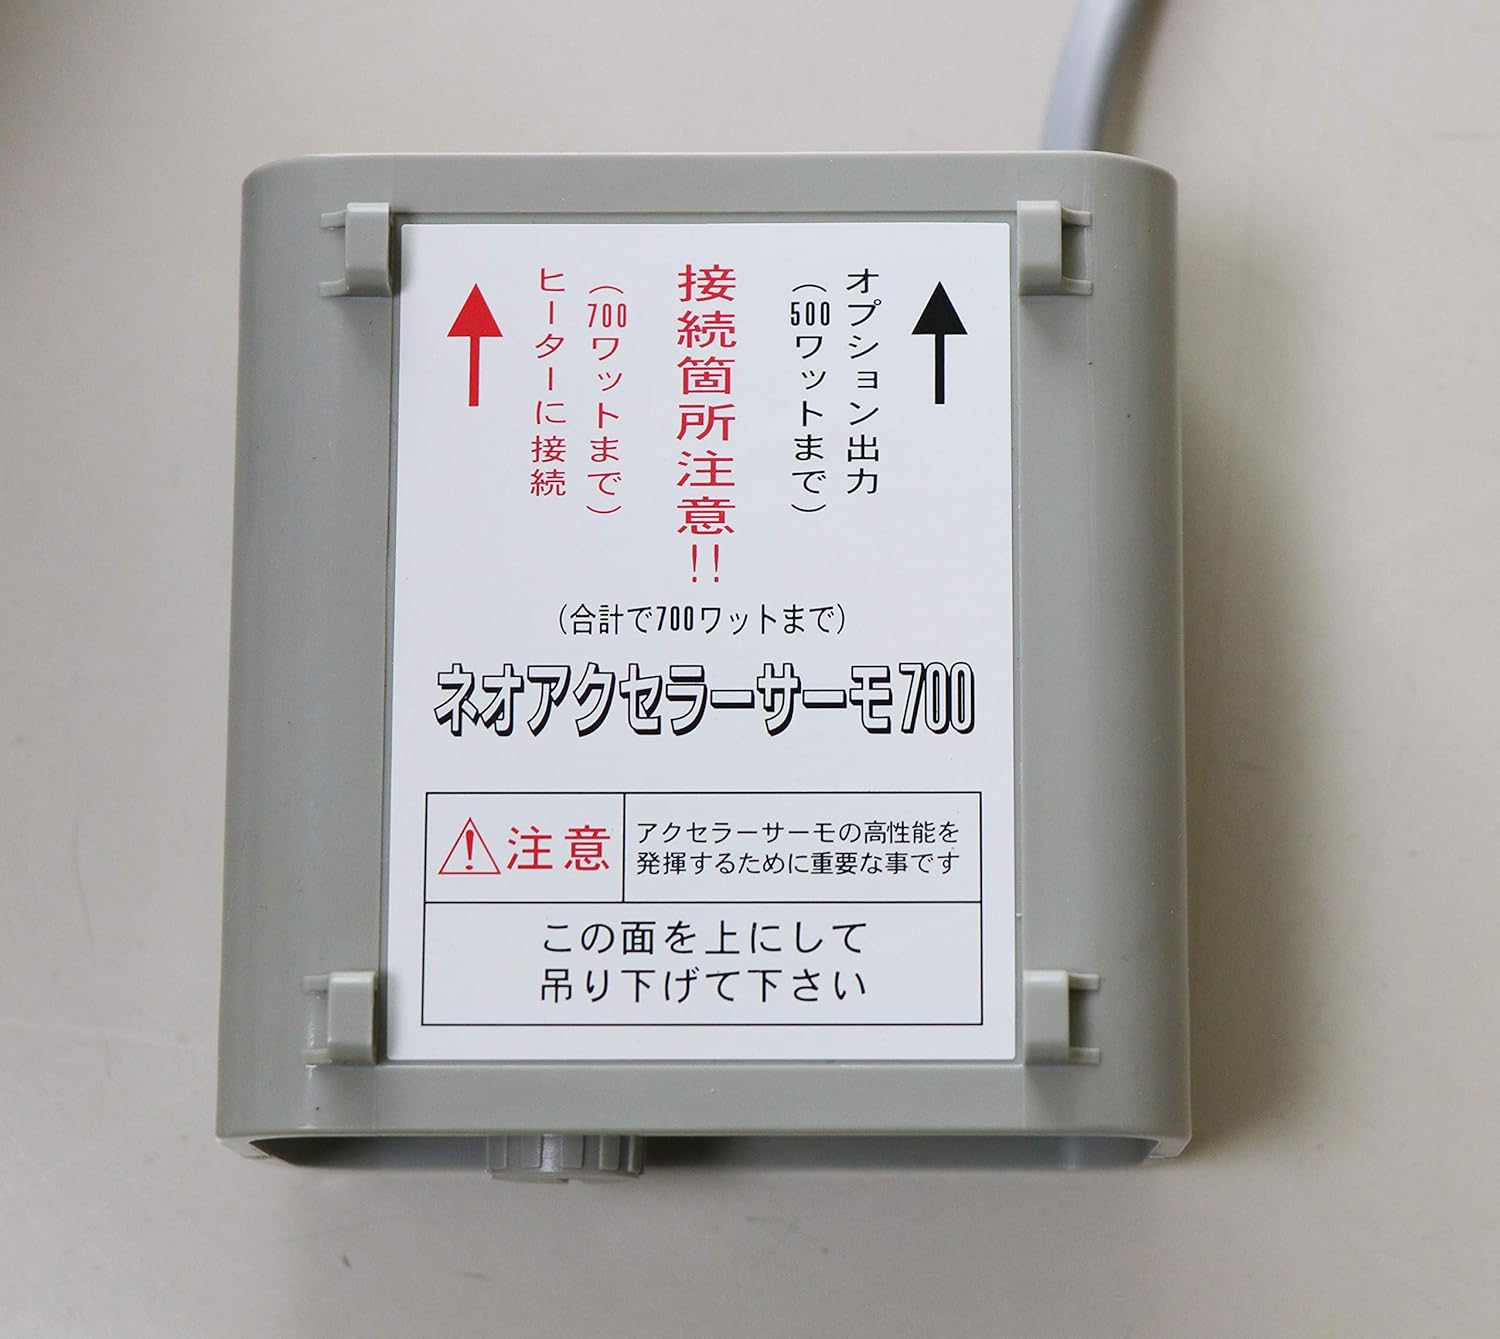 オプション出力
（500ワットまで）
接続箇所注意!!
（700ワットまで）
ヒーターに接続
（合計で700ワットまで）
ネオアクセラーサーモ700
注意
アクセラーサーモの高性能を
発揮するために重要な事です
この面を上にして
吊り下げて下さい